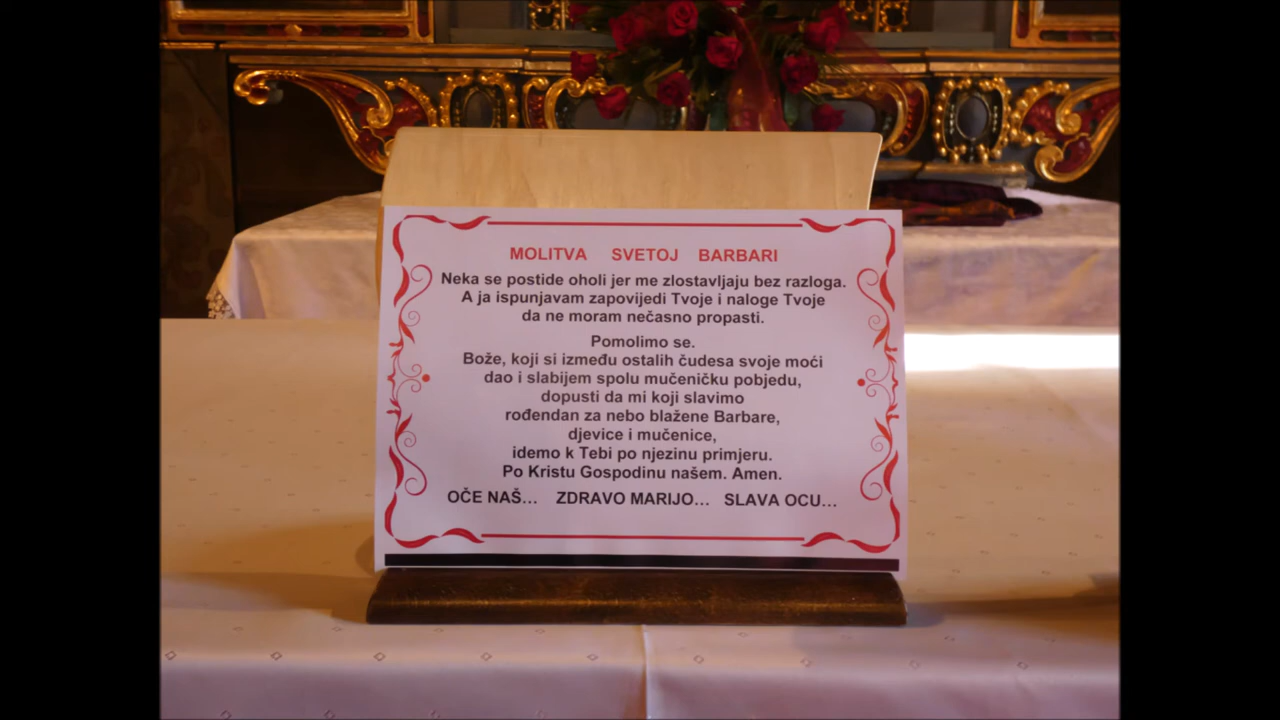 MOLITVA SVETOJ BARBARI
Neka se postide oholi jer me zlostavljaju bez razloga.
A ja ispunjavam zapovijedi Tvoje i naloge Tvoje
da ne moram nečasno propasti.
Pomolimo se.
Bože, koji si između ostalih čudesa svoje moći
dao i slabijem spolu mučeničku pobjedu,
dopusti da mi koji slavimo
rođendan za nebo blažene Barbare,
djevice i mučenice,
idemo k Tebi po njezinu primjeru.
Po Kristu Gospodinu našem. Amen.
OČE NAŠ... ZDRAVO MARIJO... SLAVA OCU...